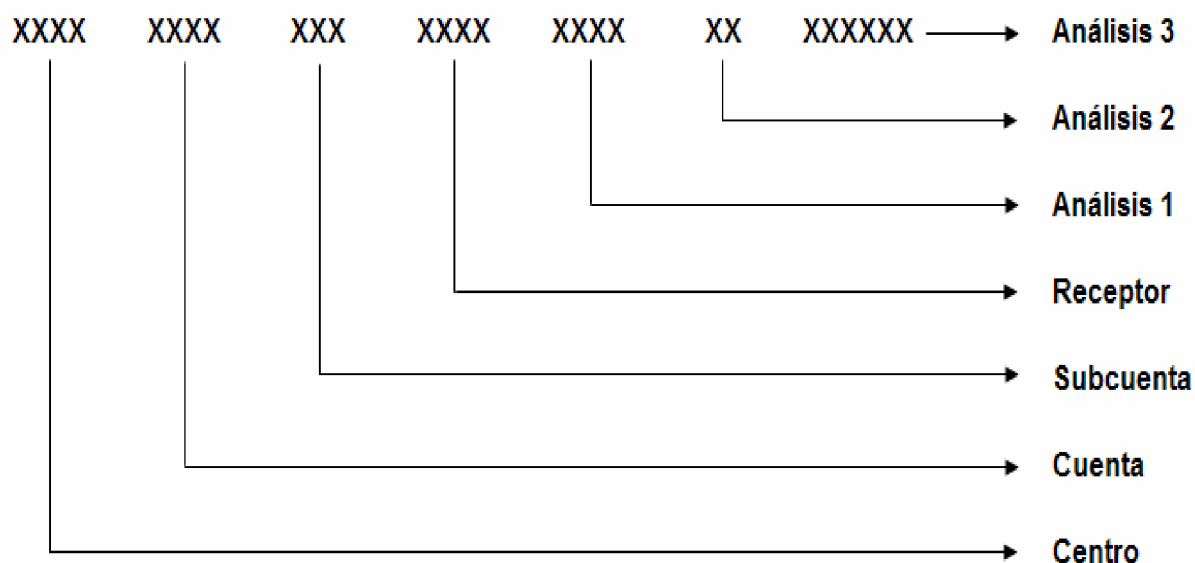 XXXX XXXX XXX XXXX XXXX XX XXXXXX Análisis 3
Análisis 2
Análisis 1
Receptor
Subcuenta
Cuenta
Centro